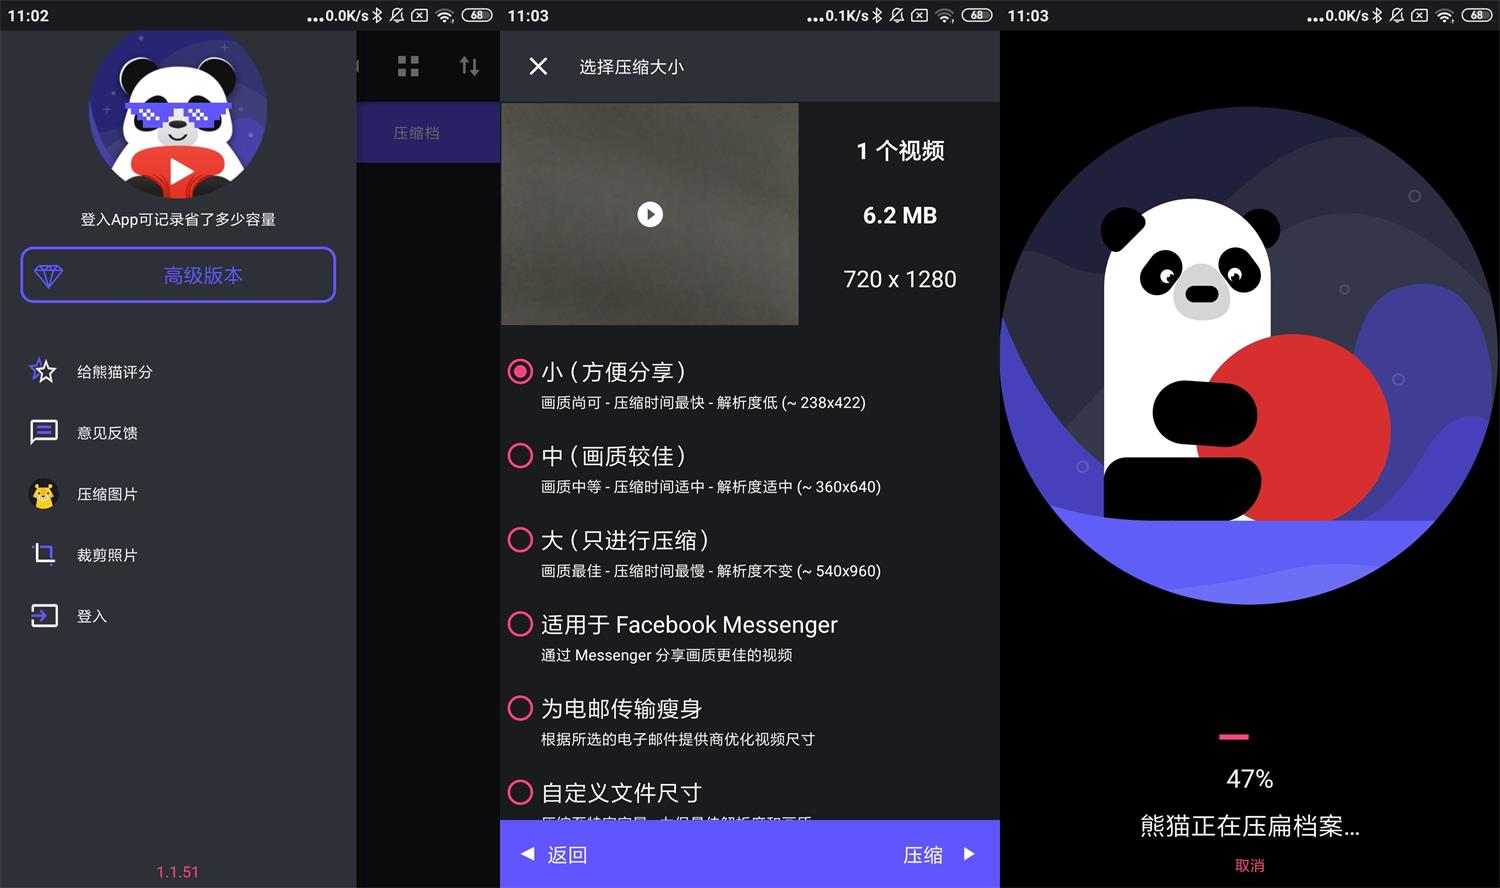 11:02
...0.0K/s
68
登入App可记录省了多少容量
高级版本
给熊猫评分
意见反馈
压缩图片
裁剪照片
登入
1.1.51
压缩档
11:03
...0.1K/s
68
选择压缩大小
1 个视频
6.2 MB
720 x 1280
小 ( 方便分享 )
画质尚可 - 压缩时间最快 - 解析度低 (~ 238x422)
中 ( 画质较佳 )
画质中等 - 压缩时间适中 - 解析度适中 (~ 360x640)
大 ( 只进行压缩 )
画质最佳 - 压缩时间最慢 - 解析度不变 (~ 540x960)
适用于 Facebook Messenger
通过 Messenger 分享画质更佳的视频
为电邮传输瘦身
根据所选的电子邮件提供商优化视频尺寸
自定义文件尺寸
返回
压缩
11:03
...0.0K/s
68
47%
熊猫正在压扁档案...
取消